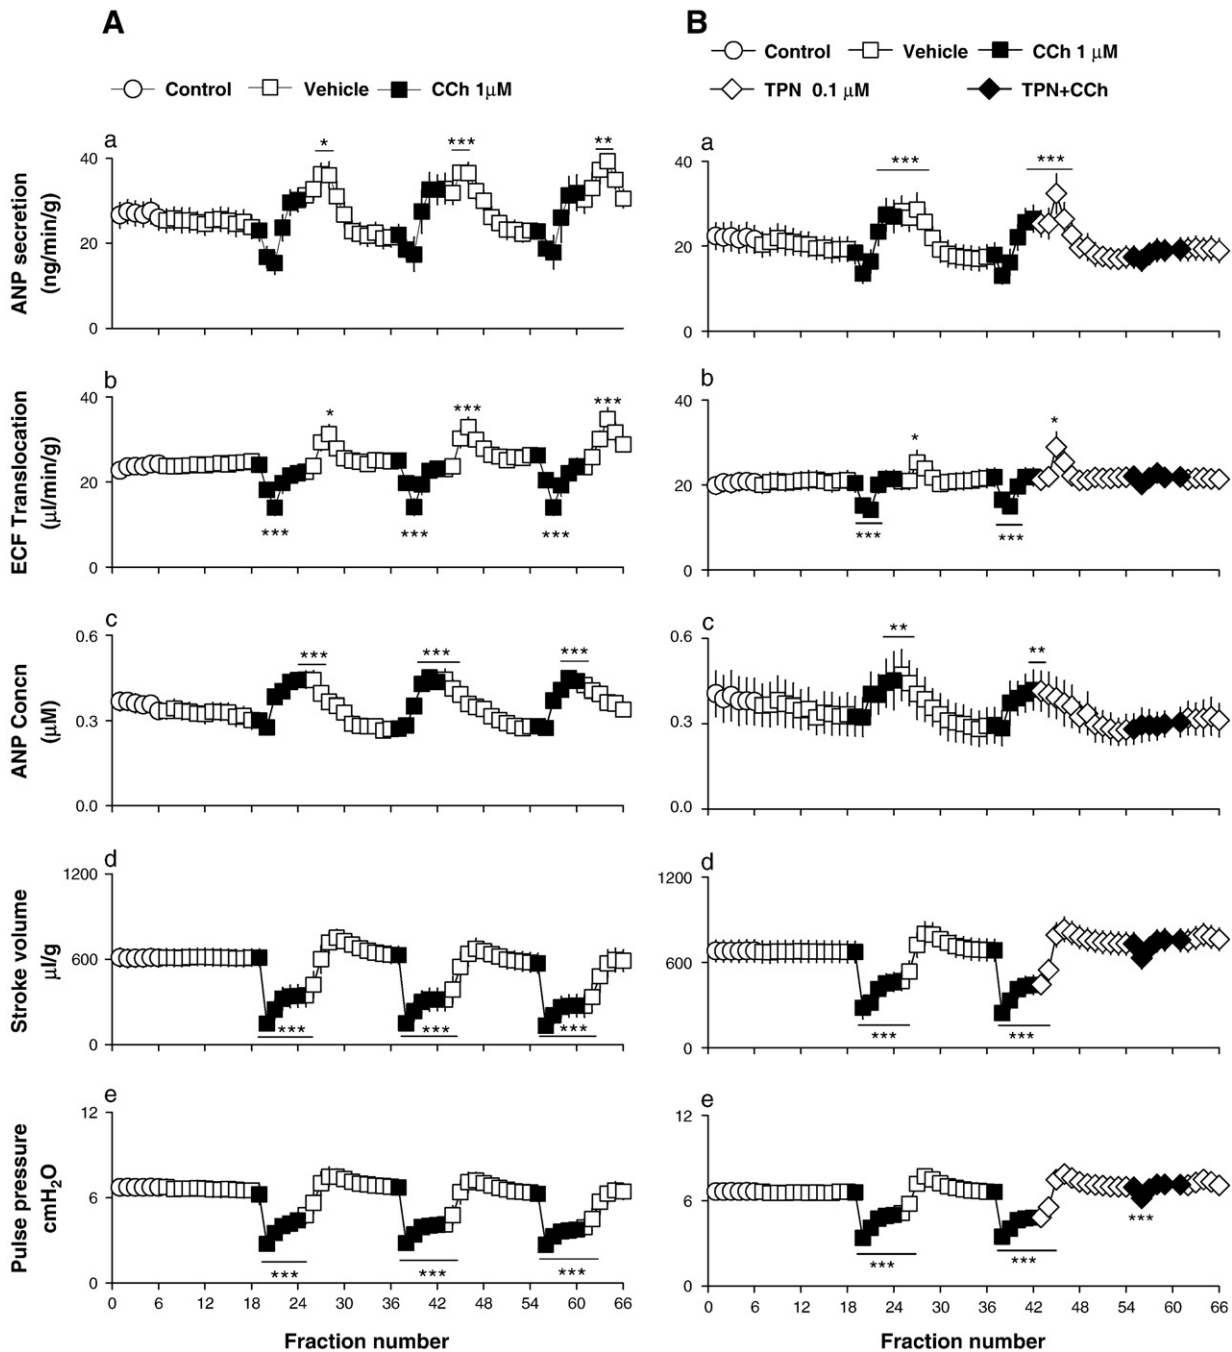 A
Control Vehicle CCh 1μM
a
40
20
0
ANP secretion
(ng/min/g)
*
***
**
b
40
20
0
ECF Translocation
(μl/min/g)
*
***
***
***
***
***
c
0.6
0.3
0.0
ANP Concn
(μM)
***
***
***
d
1200
600
0
Stroke volume
μl/g
***
***
***
e
12
6
0
Pulse pressure
cmH₂O
***
***
***
0 6 12 18 24 30 36 42 48 54 60 66
Fraction number
B
Control Vehicle CCh 1 μM
TPN 0.1 μM TPN+CCh
a
40
20
0
***
***
b
40
20
0
*
*
***
***
c
0.6
0.3
0.0
**
**
d
1200
600
0
***
***
e
12
6
0
***
***
***
0 6 12 18 24 30 36 42 48 54 60 66
Fraction number